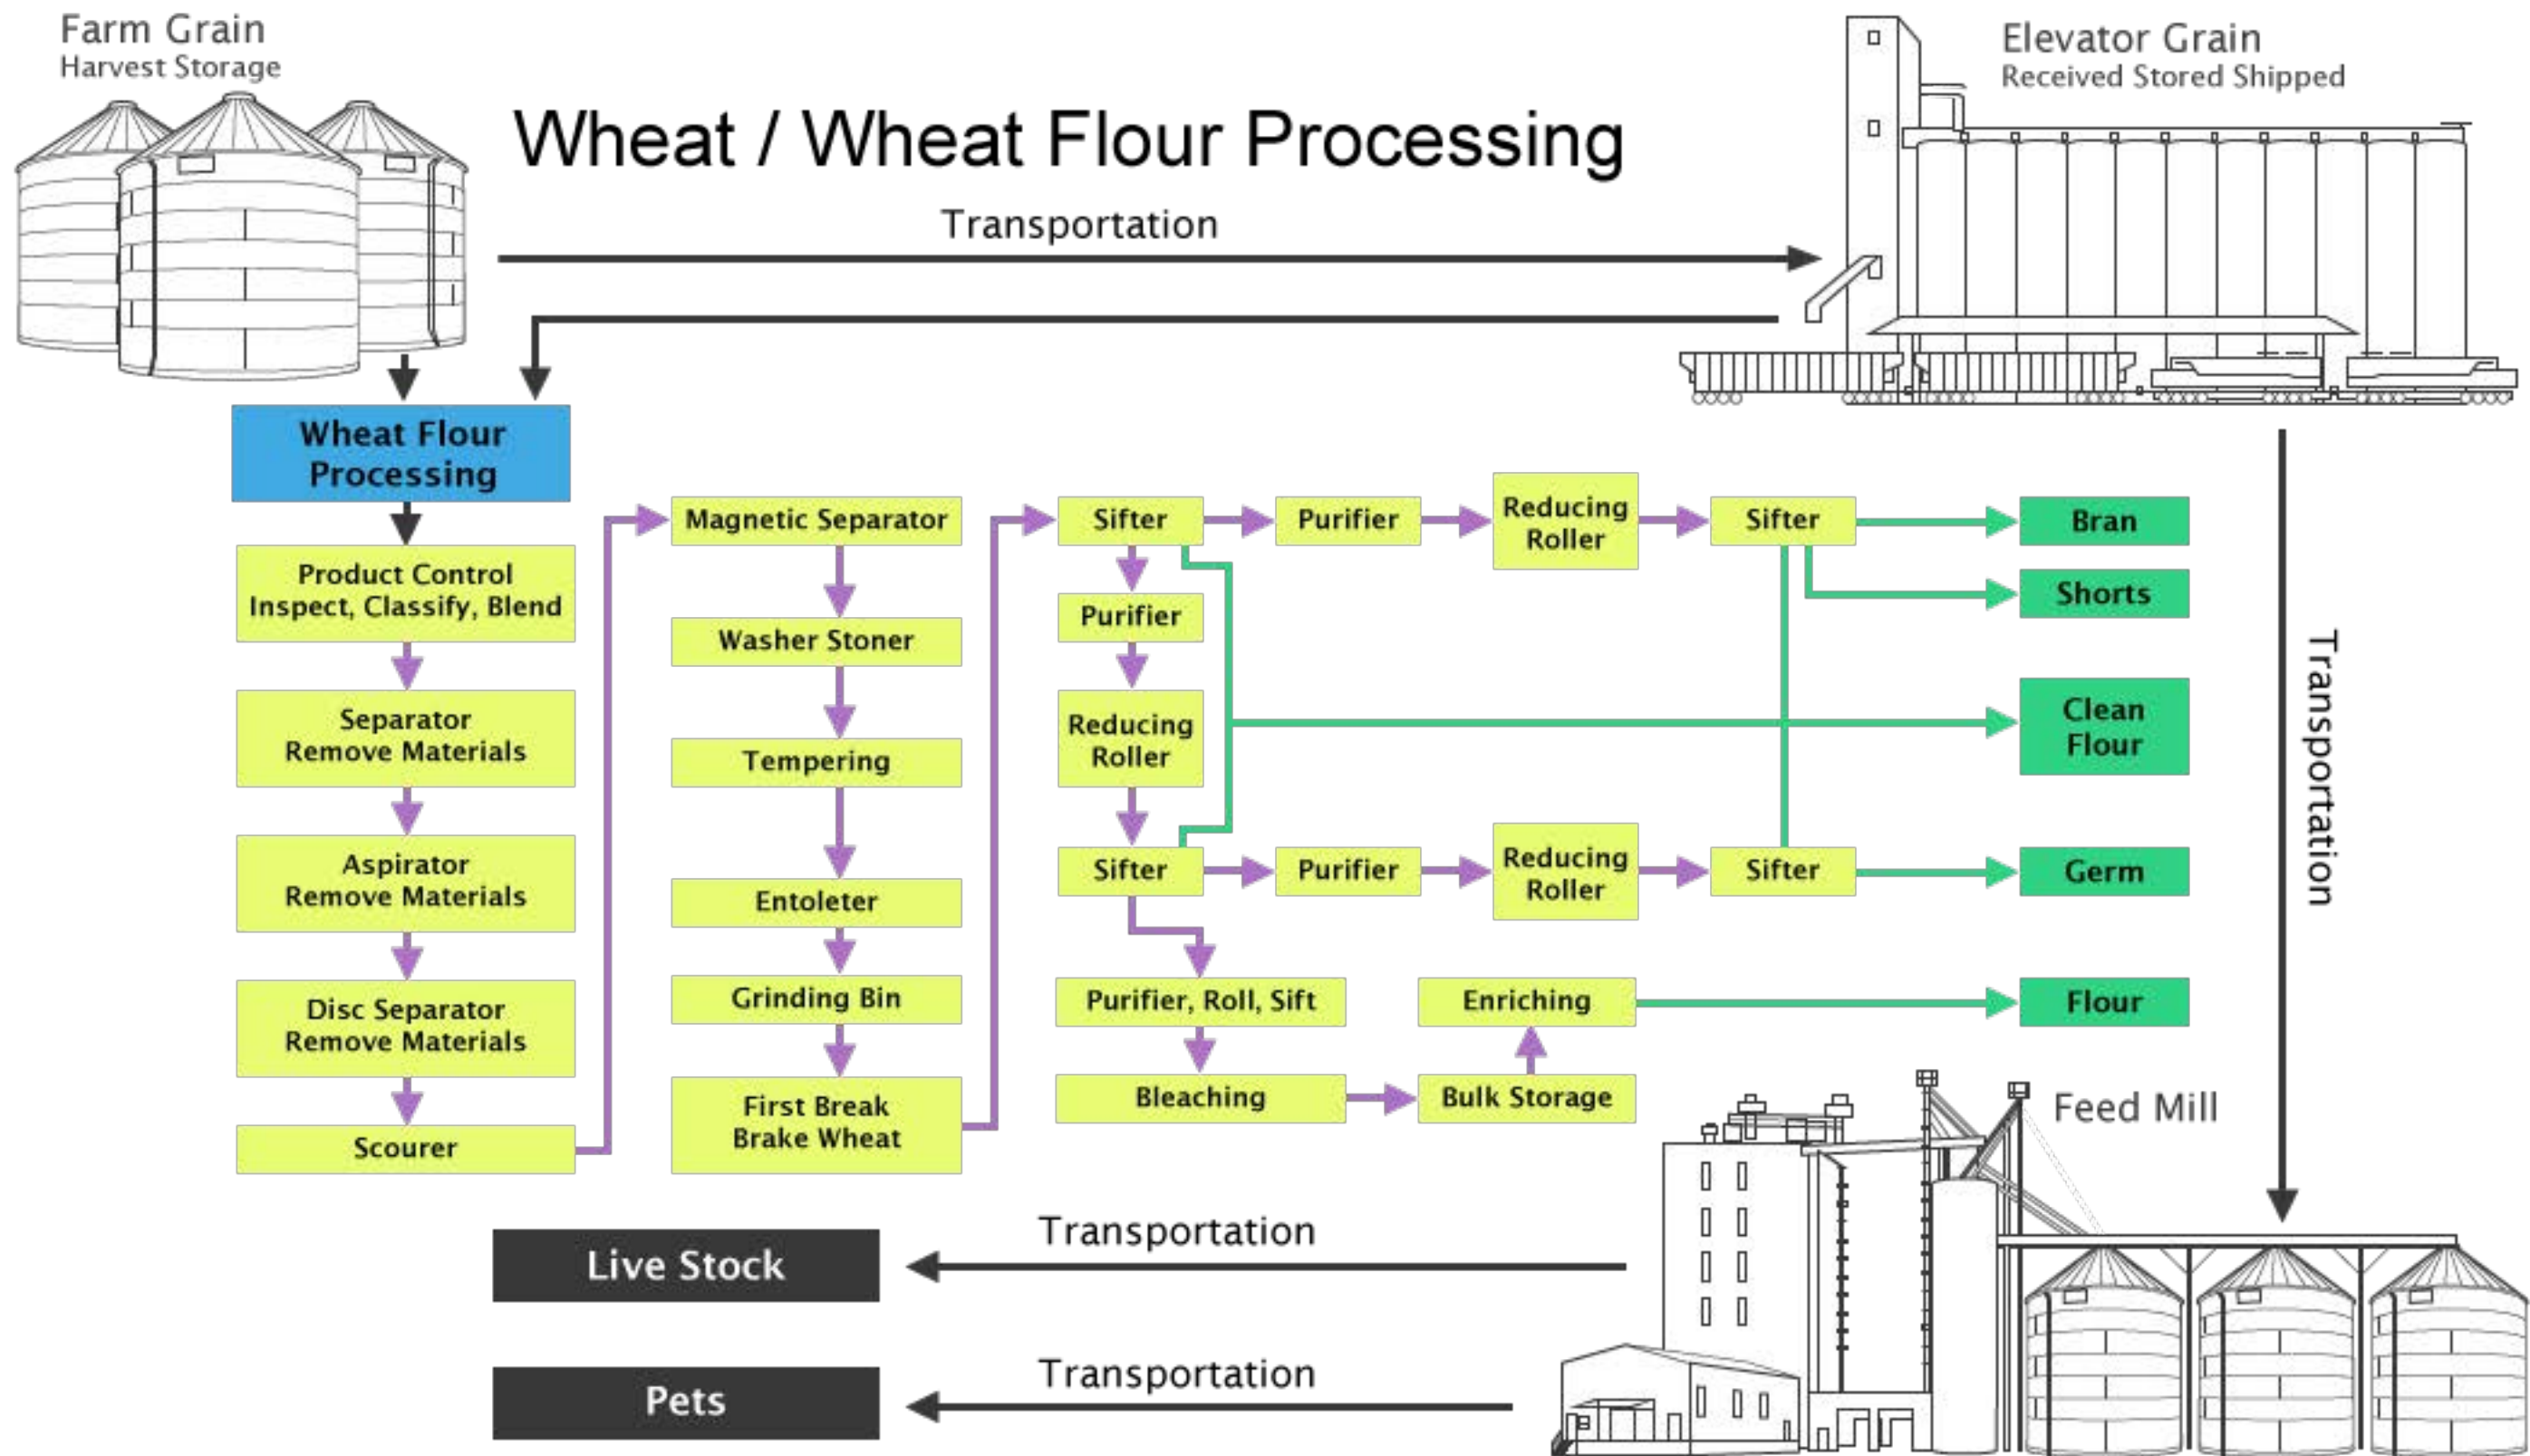 Farm Grain
Harvest Storage
Elevator Grain
Received Stored Shipped
Wheat / Wheat Flour Processing
Transportation
Wheat Flour
Processing
Product Control
Inspect, Classify, Blend
Separator
Remove Materials
Aspirator
Remove Materials
Disc Separator
Remove Materials
Scourer
Magnetic Separator
Washer Stoner
Tempering
Entoleter
Grinding Bin
First Break
Brake Wheat
Sifter
Purifier
Reducing
Roller
Sifter
Bran
Shorts
Purifier
Reducing
Roller
Clean
Flour
Sifter
Purifier
Reducing
Roller
Sifter
Germ
Purifier, Roll, Sift
Enriching
Flour
Bleaching
Bulk Storage
Transportation
Feed Mill
Transportation
Live Stock
Transportation
Pets